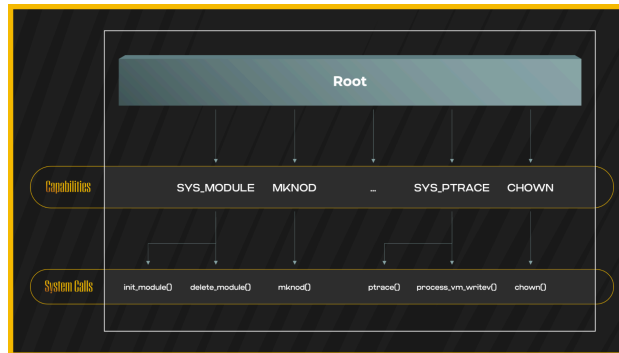 Root
Capabilities SYS_MODULE MKNOD ... SYS_PTRACE CHOWN
System Calls init_module() delete_module() mknod() ptrace() process_vm_writev() chown()